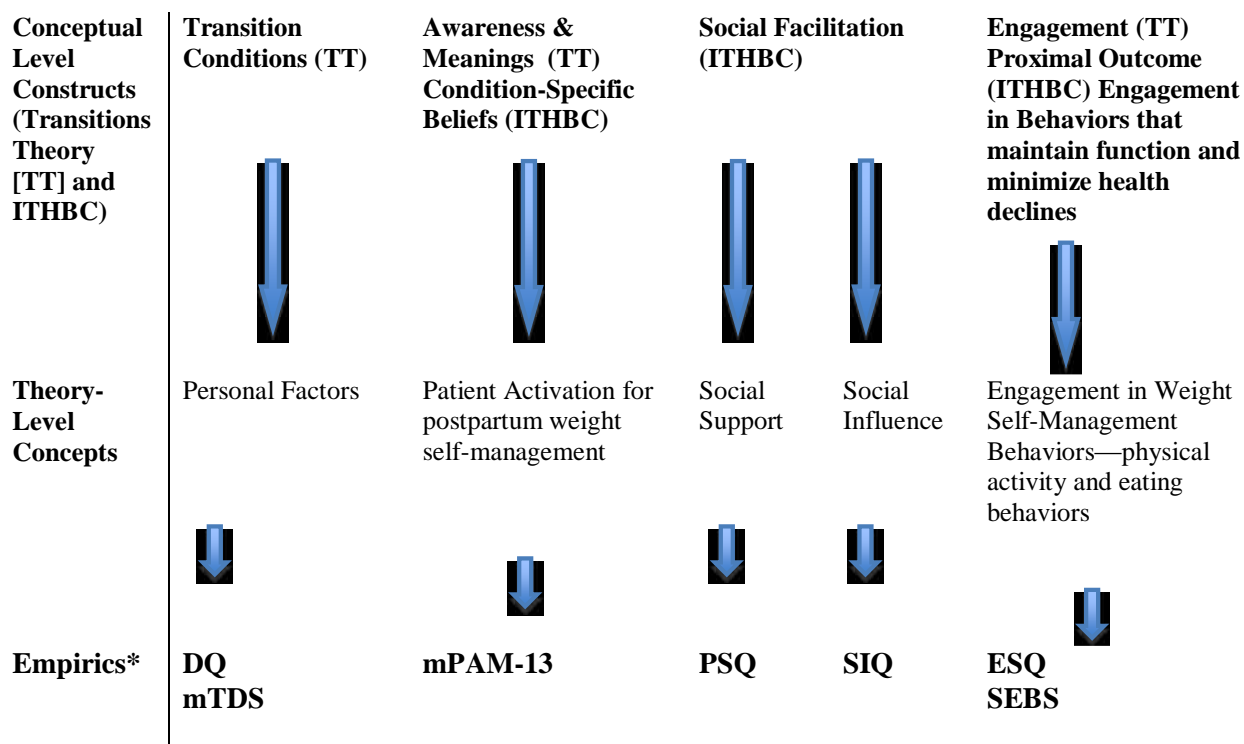 Conceptual
Level
Constructs
(Transitions
Theory
[TT] and
ITHBC)
Transition
Conditions (TT)
Awareness &
Meanings (TT)
Condition-Specific
Beliefs (ITHBC)
Social Facilitation
(ITHBC)
Engagement (TT)
Proximal Outcome
(ITHBC) Engagement
in Behaviors that
maintain function and
minimize health
declines
Theory-
Level
Concepts
Personal Factors
Patient Activation for
postpartum weight
self-management
Social
Support
Social
Influence
Engagement in Weight
Self-Management
Behaviors—physical
activity and eating
behaviors
Empirics*
DQ
mTDS
mPAM-13
PSQ
SIQ
ESQ
SEBS